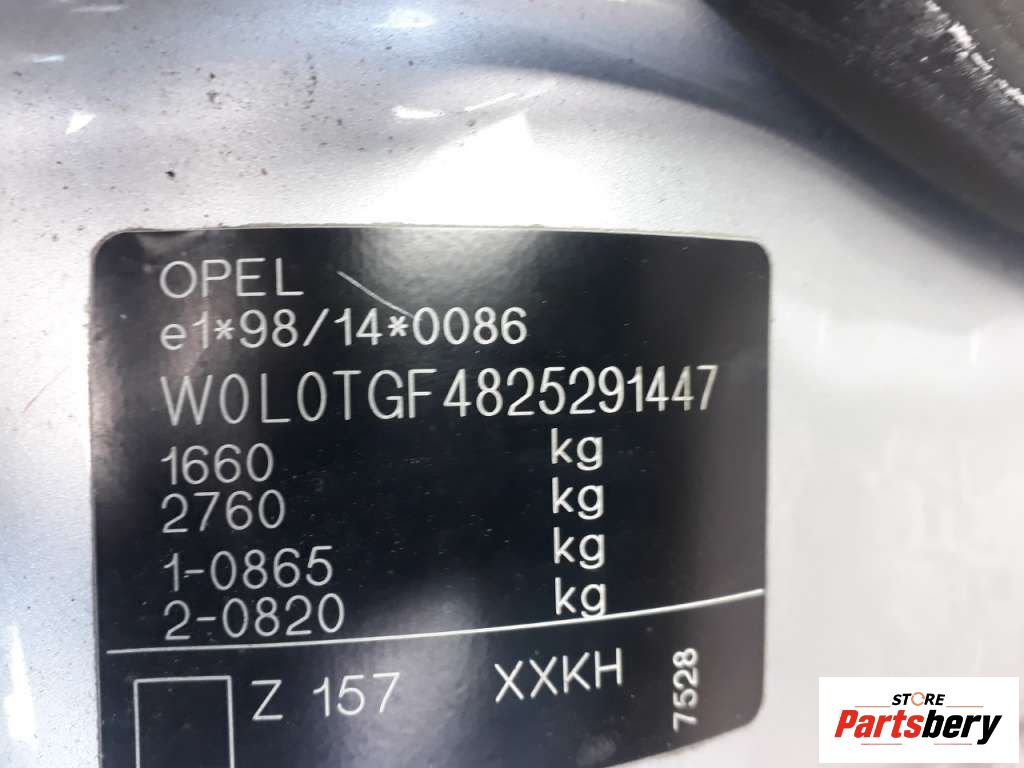 OPEL
e1*98/14*0086
W0L0TGF4825291447
1660 kg
2760 kg
1-0865 kg
2-0820 kg
Z 157 XXKH 7528
STORE
Partsbery